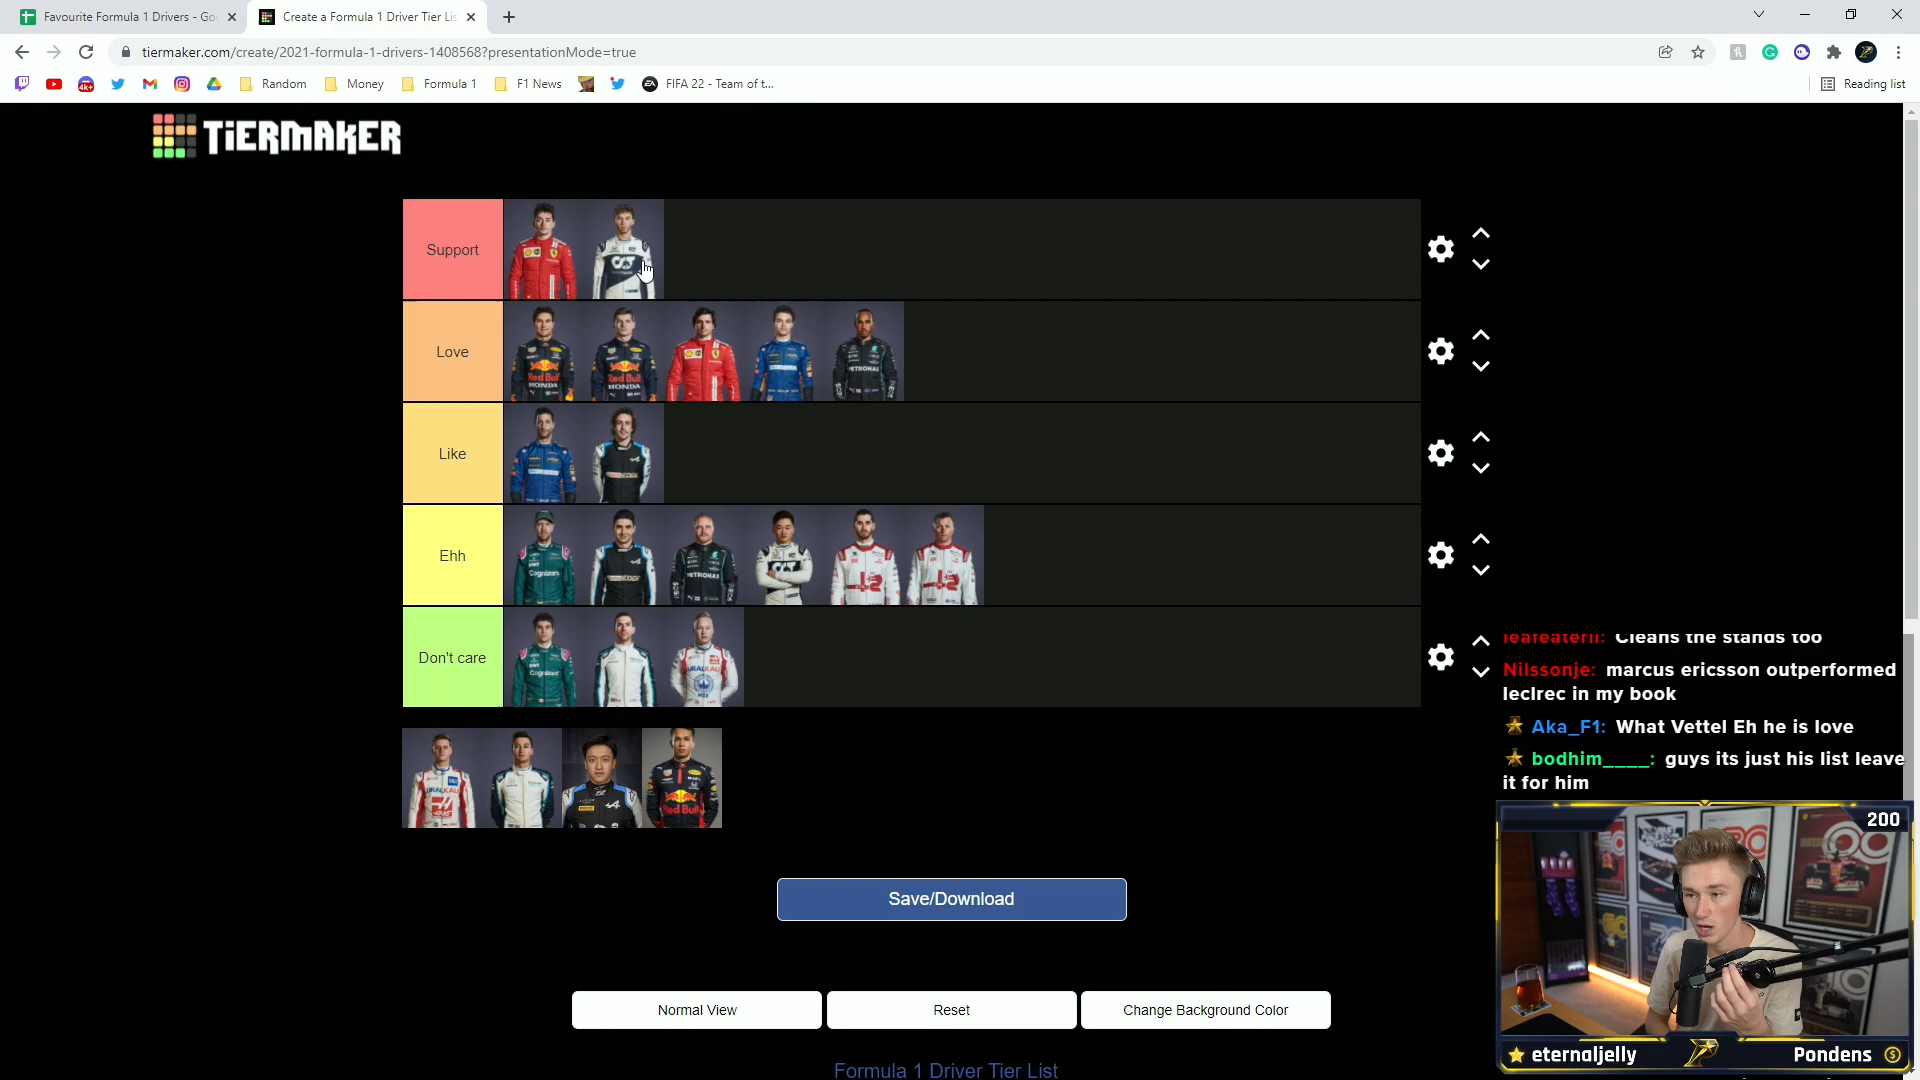 Favourite Formula 1 Drivers - Go
Create a Formula 1 Driver Tier Li
tiermaker.com/create/2021-formula-1-drivers-1408568?presentationMode=true
4k+
Random
Money
Formula 1
F1 News
FIFA 22 - Team of t...
Reading list
TiERMAKER
Support
Love
Like
Ehh
Don't care
leafeaterii: Cleans the stands too
Nilssonje: marcus ericsson outperformed
leclrec in my book
Aka_F1: What Vettel Eh he is love
bodhim____: guys its just his list leave
it for him
200
Save/Download
Normal View
Reset
Change Background Color
eternaljelly
Pondens
Formula 1 Driver Tier List